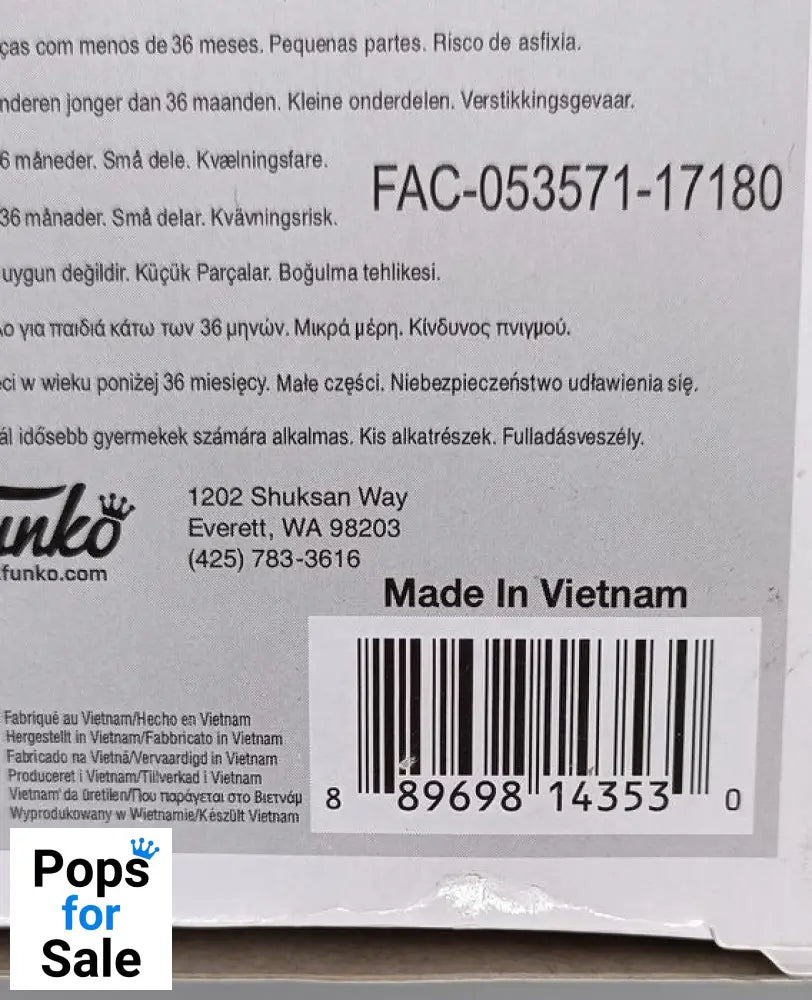 ças com menos de 36 meses. Pequenas partes. Risco de asfixia.
nderen jonger dan 36 maanden. Kleine onderdelen. Verstikkingsgevaar.
6 måneder. Små dele. Kvælningsfare.
FAC-053571-17180
36 månader. Små delar. Kvävningsrisk.
uygun değildir. Küçük Parçalar. Boğulma tehlikesi.
λο για παιδιά κάτω των 36 μηνών. Μικρά μέρη. Κίνδυνος πνιγμού.
eci w wieku poniżej 36 miesięcy. Małe części. Niebezpieczeństwo udławienia się.
ál idősebb gyermekek számára alkalmas. Kis alkatrészek. Fulladásveszély.
unko
funko.com
1202 Shuksan Way
Everett, WA 98203
(425) 783-3616
Made In Vietnam
Fabriqué au Vietnam/Hecho en Vietnam
Hergestellt in Vietnam/Fabbricato in Vietnam
Fabricado na Vietnã/Vervaardigd in Vietnam
Produceret i Vietnam/Tillverkad i Vietnam
Vietnam'da üretilen/Που παράγεται στο Βιετνάμ
Wyprodukowany w Wietnamie/Készült Vietnam
8 89698 14353 0
Pops
for
Sale